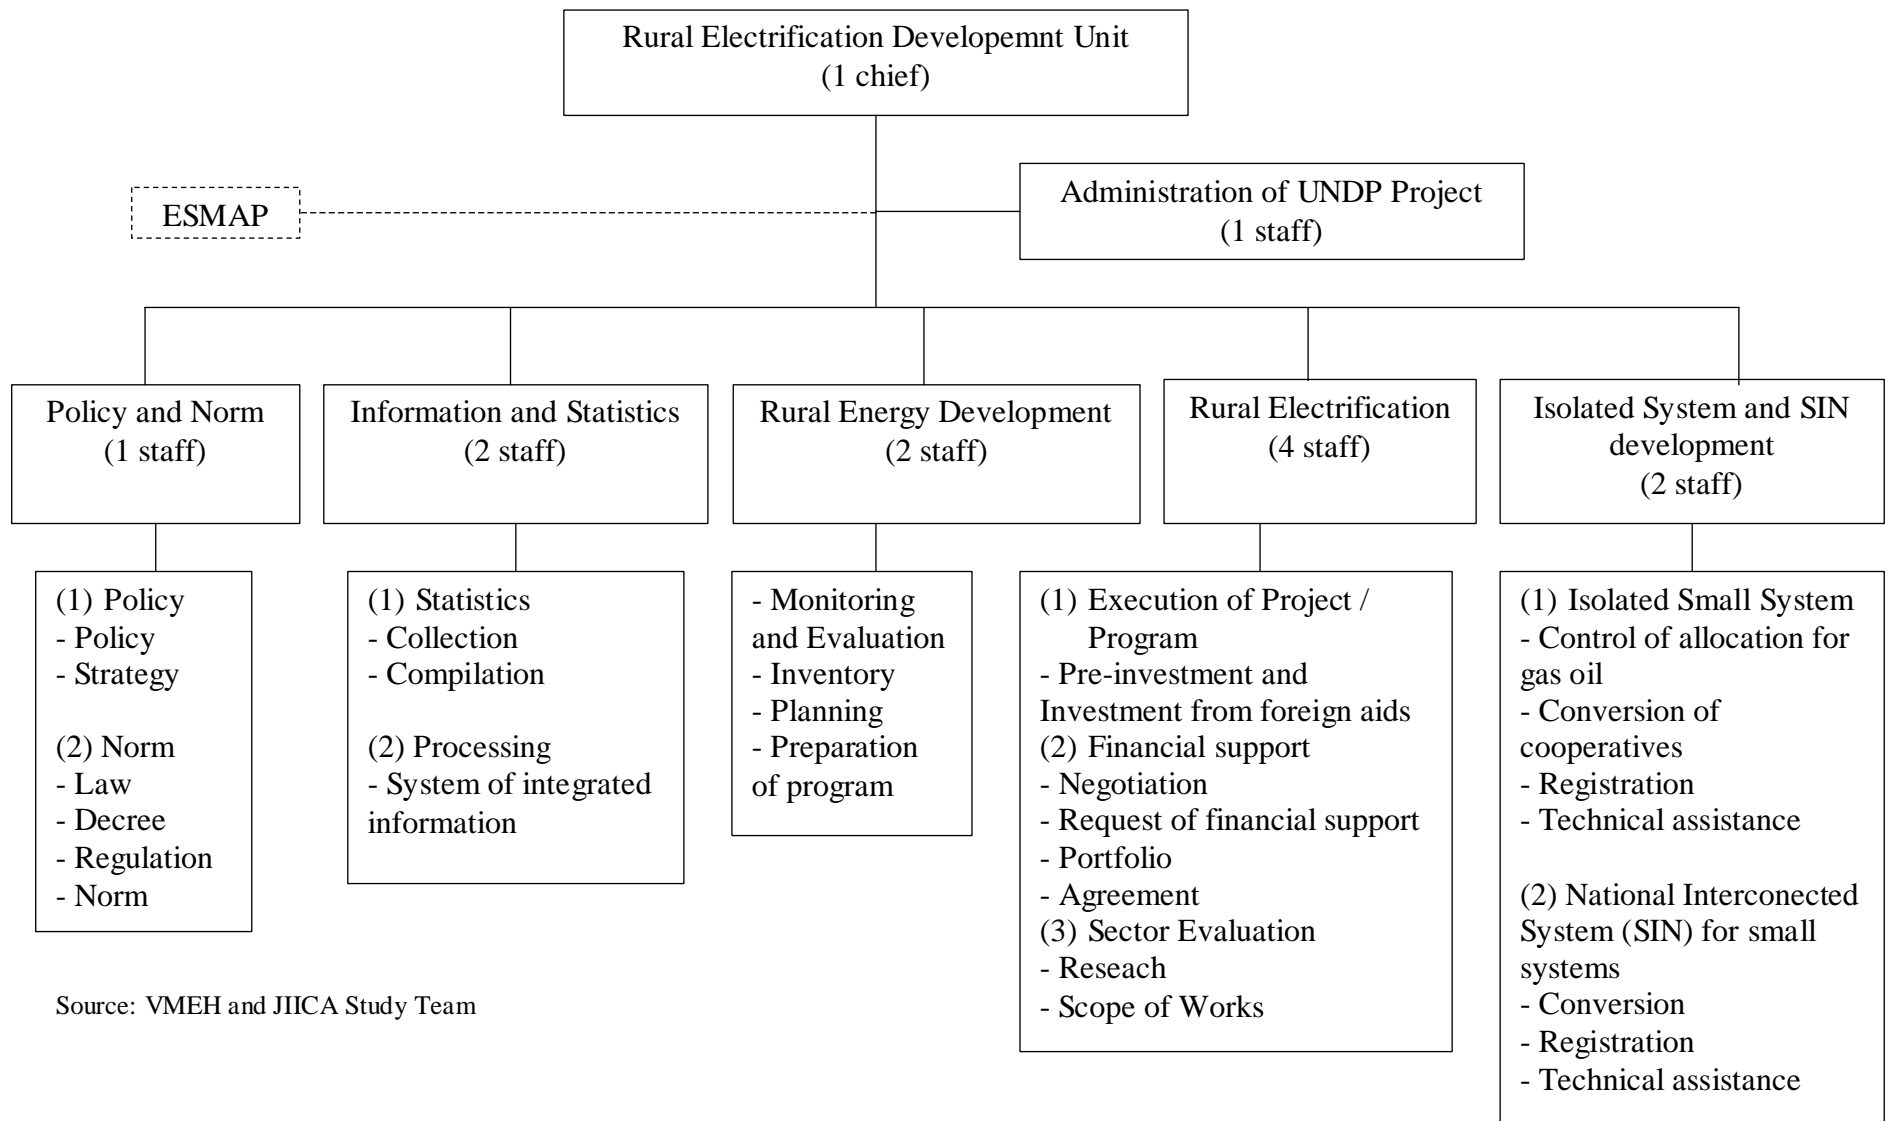 Rural Electrification Developemnt Unit
(1 chief)
ESMAP
Administration of UNDP Project
(1 staff)
Policy and Norm
(1 staff)
Information and Statistics
(2 staff)
Rural Energy Development
(2 staff)
Rural Electrification
(4 staff)
Isolated System and SIN
development
(2 staff)
(1) Policy
- Policy
- Strategy
(2) Norm
- Law
- Decree
- Regulation
- Norm
(1) Statistics
- Collection
- Compilation
(2) Processing
- System of integrated
information
- Monitoring
and Evaluation
- Inventory
- Planning
- Preparation
of program
(1) Execution of Project /
Program
- Pre-investment and
Investment from foreign aids
(2) Financial support
- Negotiation
- Request of financial support
- Portfolio
- Agreement
(3) Sector Evaluation
- Reseach
- Scope of Works
(1) Isolated Small System
- Control of allocation for
gas oil
- Conversion of
cooperatives
- Registration
- Technical assistance
(2) National Interconected
System (SIN) for small
systems
- Conversion
- Registration
- Technical assistance
Source: VMEH and JIICA Study Team